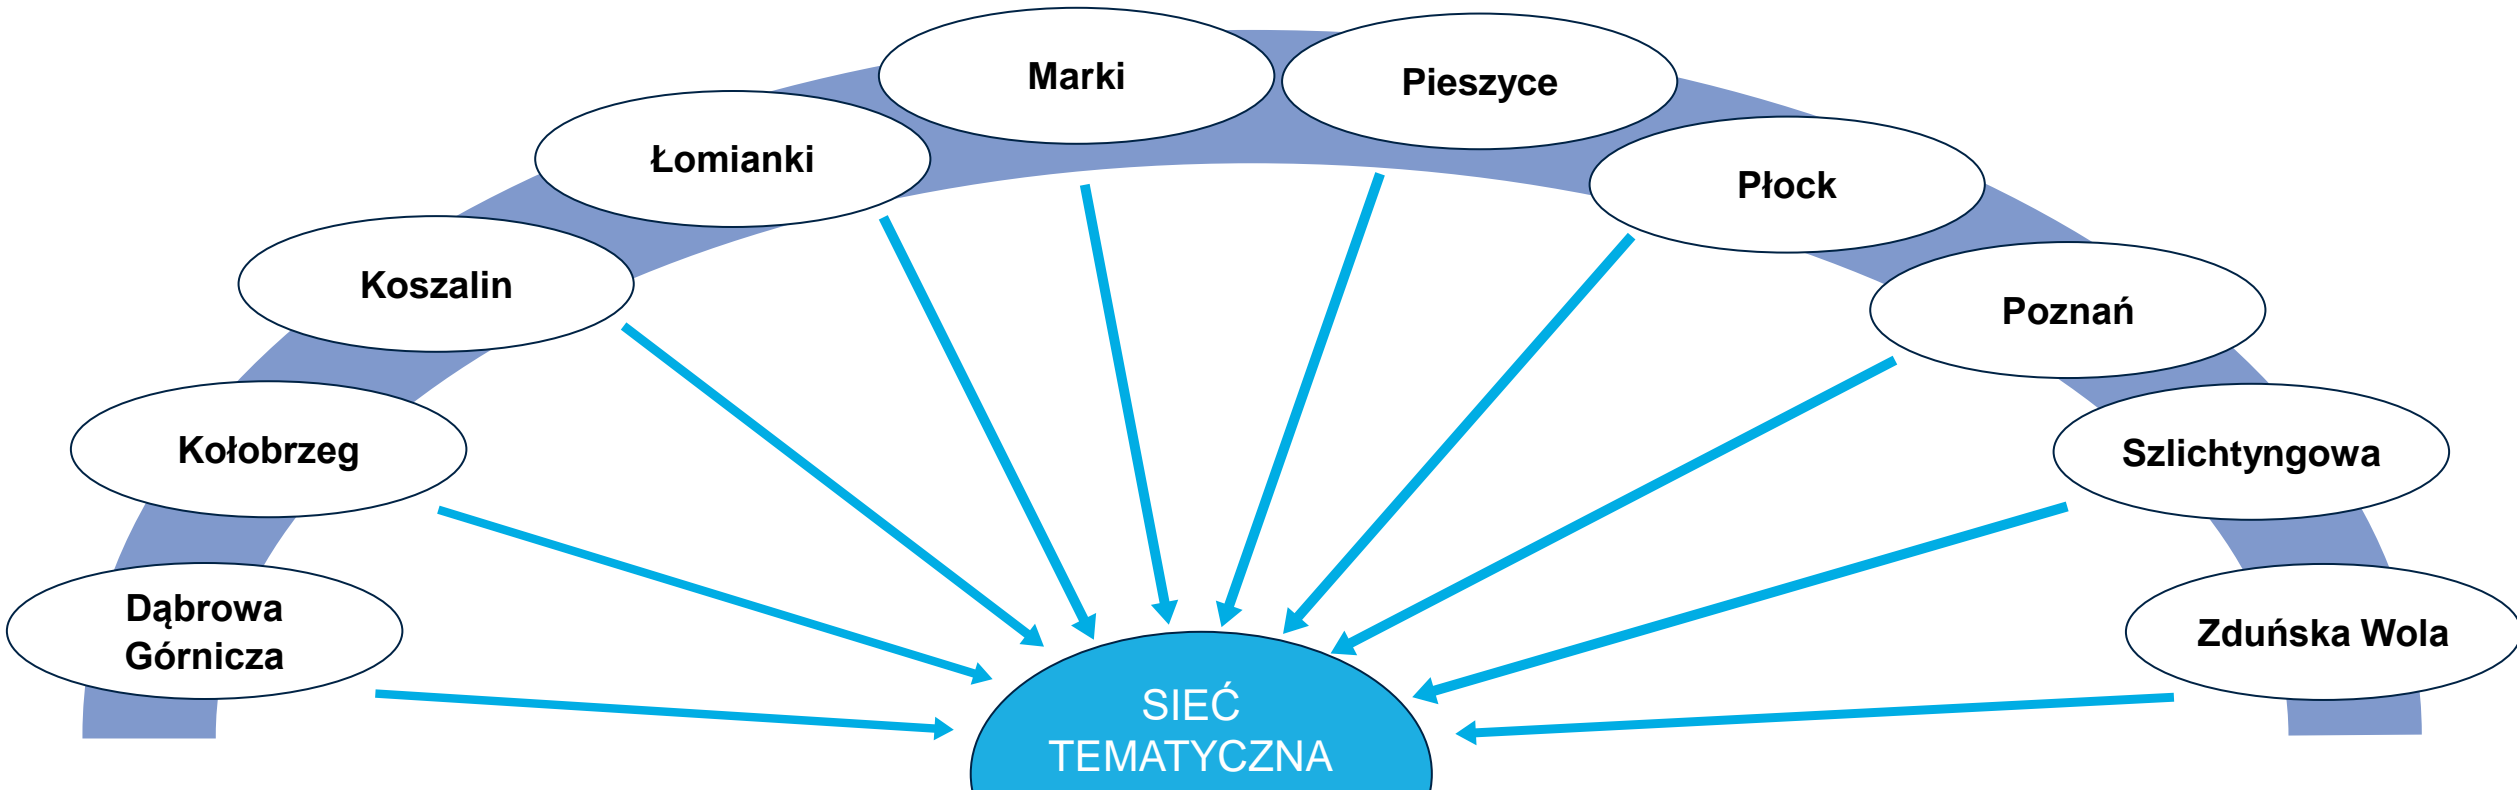 Marki
Pieszyce
Łomianki
Płock
Koszalin
Poznań
Kołobrzeg
Szlichtyngowa
Dąbrowa
Górnicza
Zduńska Wola
SIEĆ
TEMATYCZNA